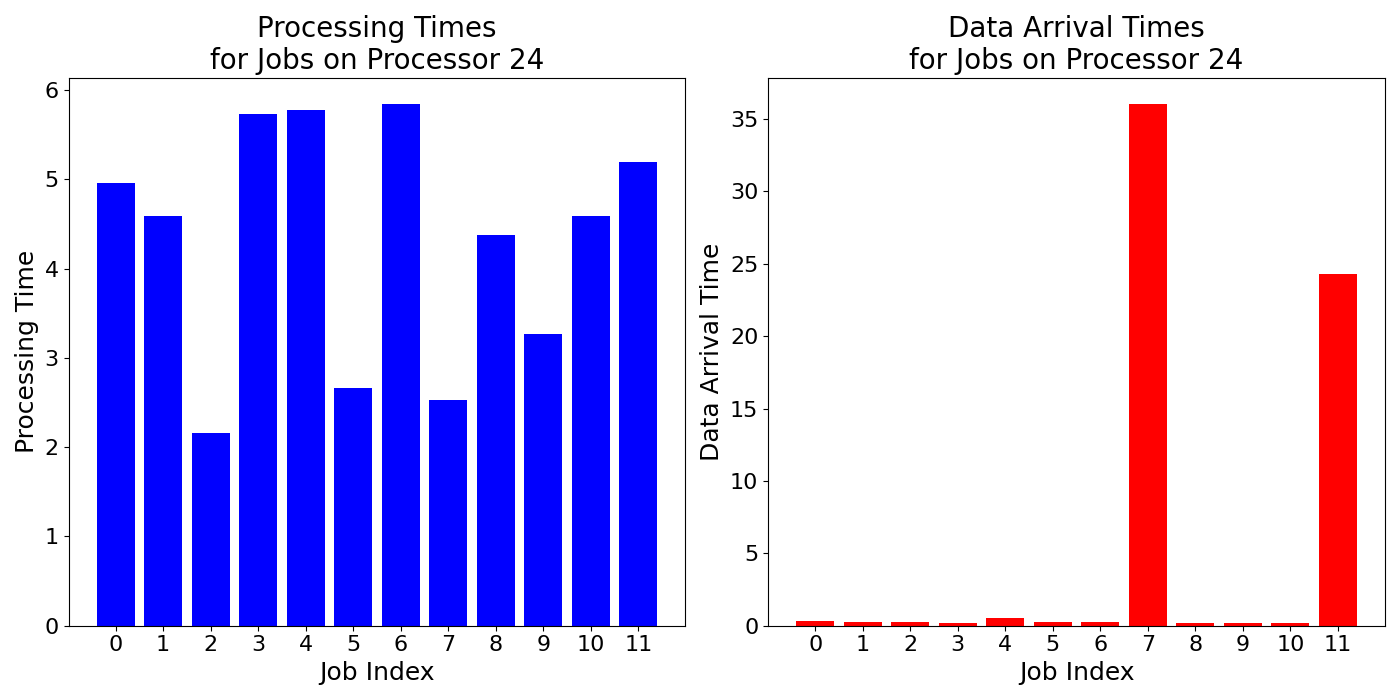 Processing Times
for Jobs on Processor 24
Processing Time
6
5
4
3
2
1
0
0 1 2 3 4 5 6 7 8 9 10 11
Job Index
Data Arrival Times
for Jobs on Processor 24
Data Arrival Time
35
30
25
20
15
10
5
0
0 1 2 3 4 5 6 7 8 9 10 11
Job Index